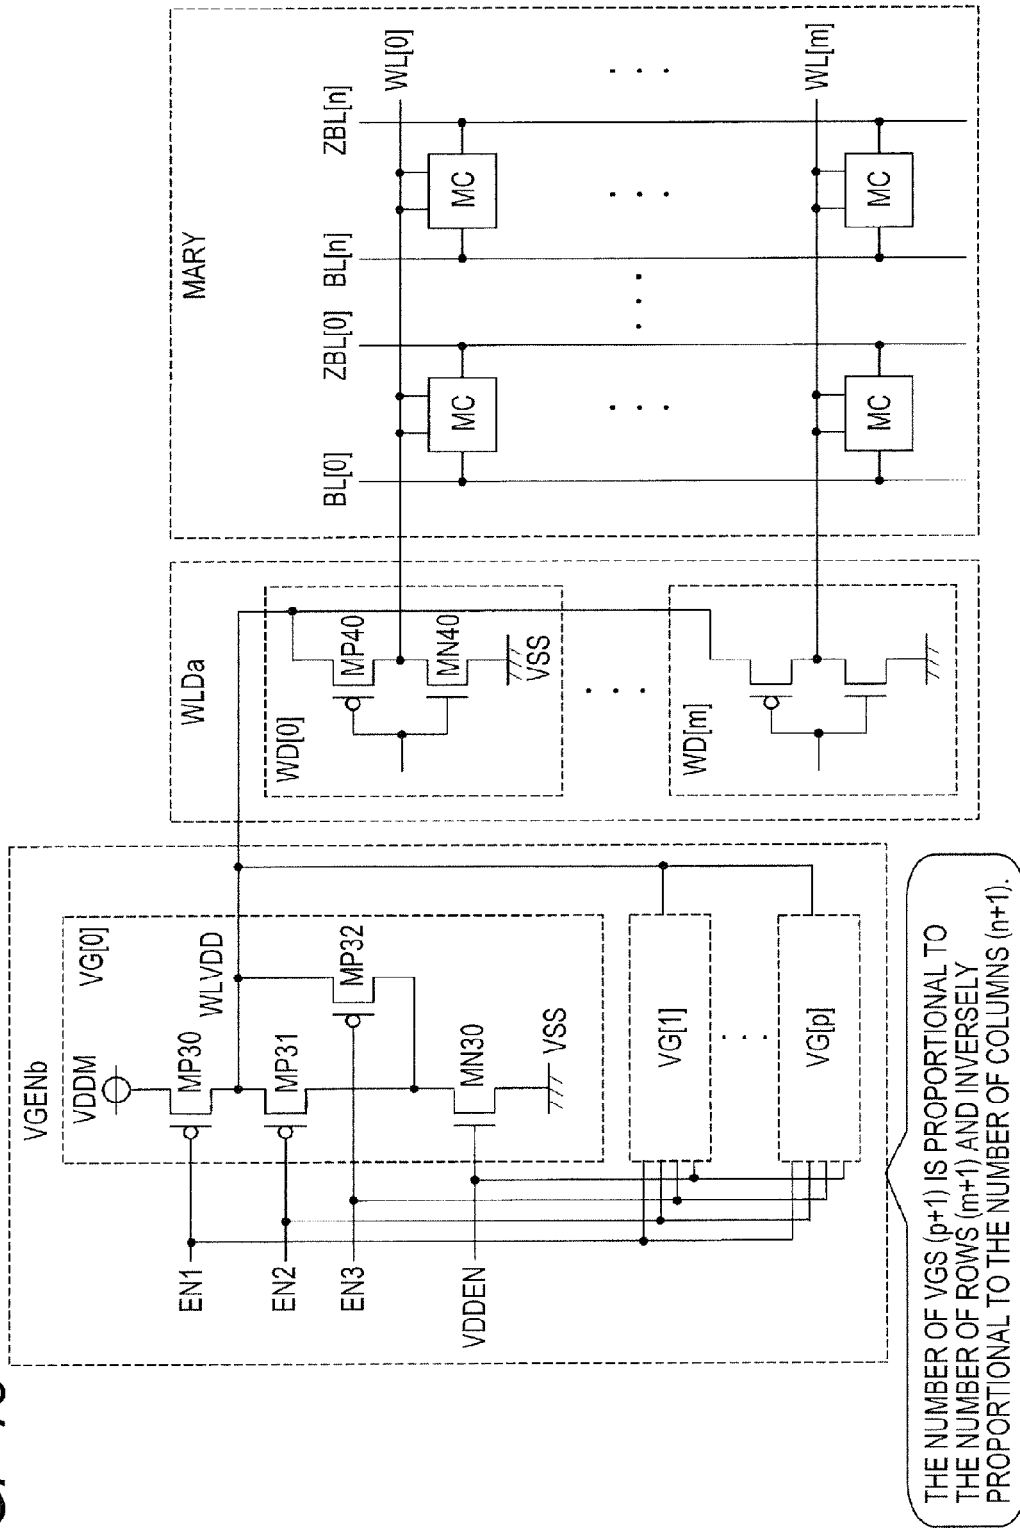 VGENb
VDDM
VG[0]
MP30
WLVDD
EN1
MP31
EN2
MP32
EN3
MN30
VDDEN
VSS
VG[1]
VG[p]
WLDa
WD[0]
MP40
MN40
VSS
WD[m]
MARY
BL[0]
ZBL[0]
BL[n]
ZBL[n]
WL[0]
MC
MC
MC
MC
WL[m]
THE NUMBER OF VGS (p+1) IS PROPORTIONAL TO
THE NUMBER OF ROWS (m+1) AND INVERSELY
PROPORTIONAL TO THE NUMBER OF COLUMNS (n+1).